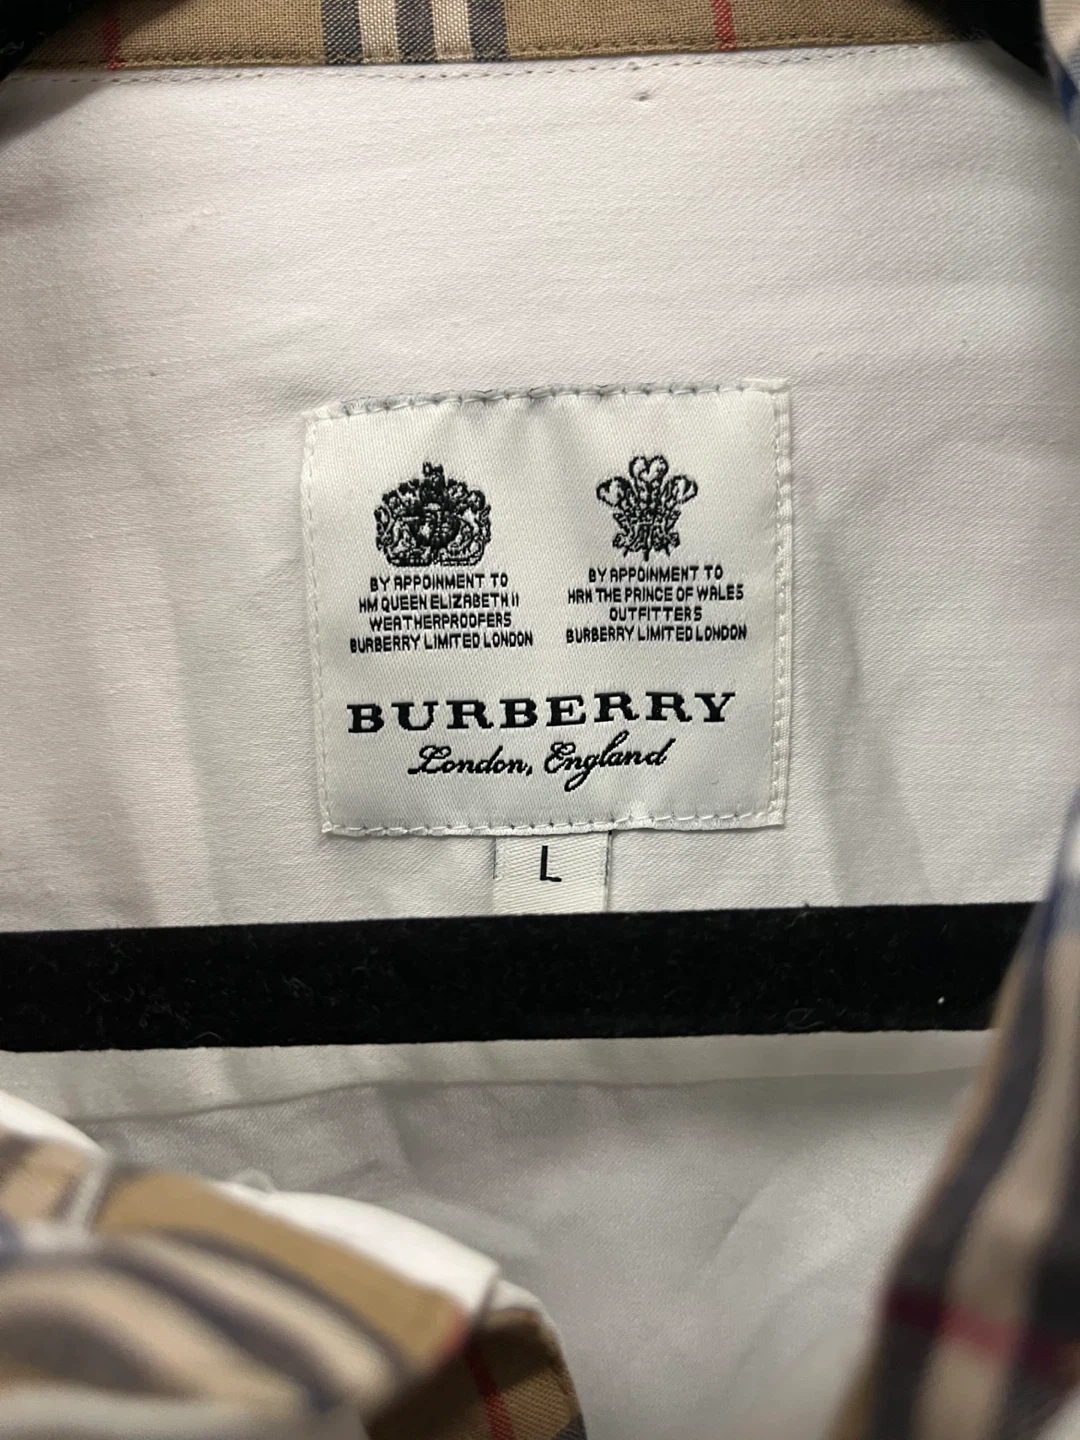 BY APPOINTMENT TO
HM QUEEN ELIZABETH II
WEATHERPROOFERS
BURBERRY LIMITED LONDON
BY APPOINTMENT TO
HRH THE PRINCE OF WALES
OUTFITTERS
BURBERRY LIMITED LONDON
BURBERRY
London, England
L